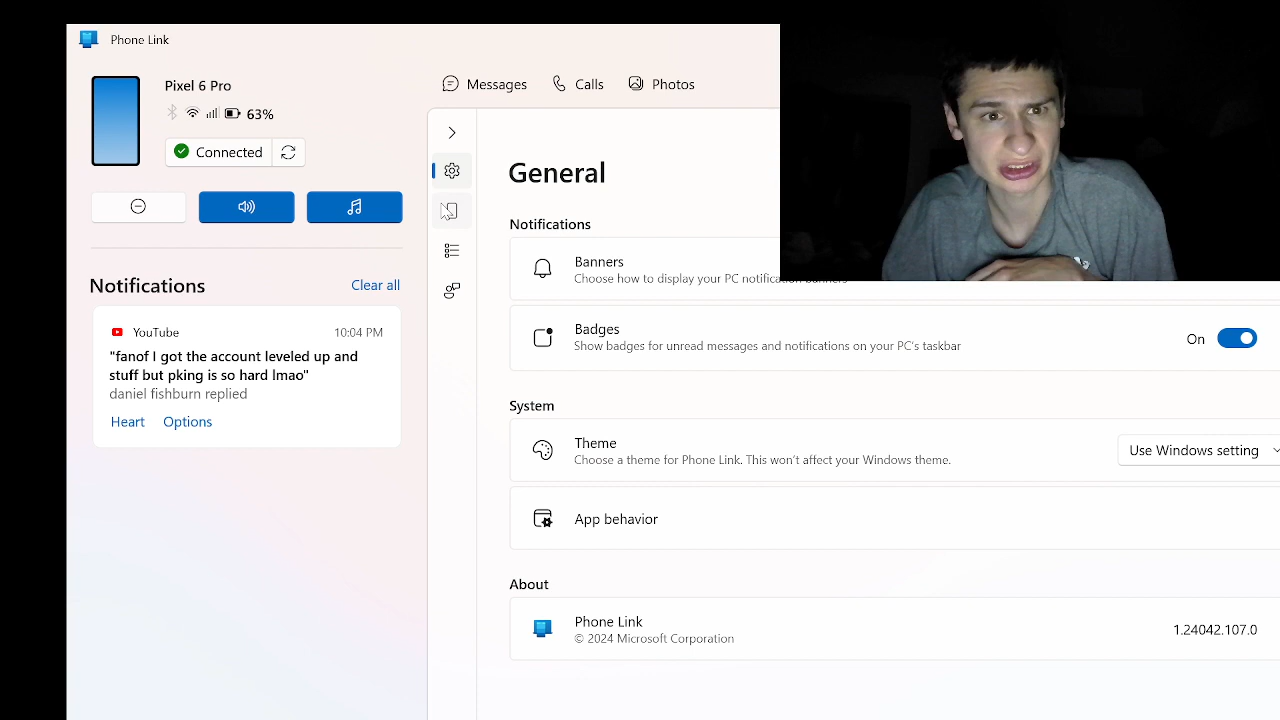 Phone Link
Pixel 6 Pro
63%
Connected
Notifications
Clear all
YouTube
10:04 PM
"fanof I got the account leveled up and
stuff but pking is so hard lmao"
daniel fishburn replied
Heart
Options
Messages
Calls
Photos
General
Notifications
Banners
Choose how to display your PC notification banners
Badges
Show badges for unread messages and notifications on your PC's taskbar
On
System
Theme
Choose a theme for Phone Link. This won't affect your Windows theme.
Use Windows setting
App behavior
About
Phone Link
© 2024 Microsoft Corporation
1.24042.107.0